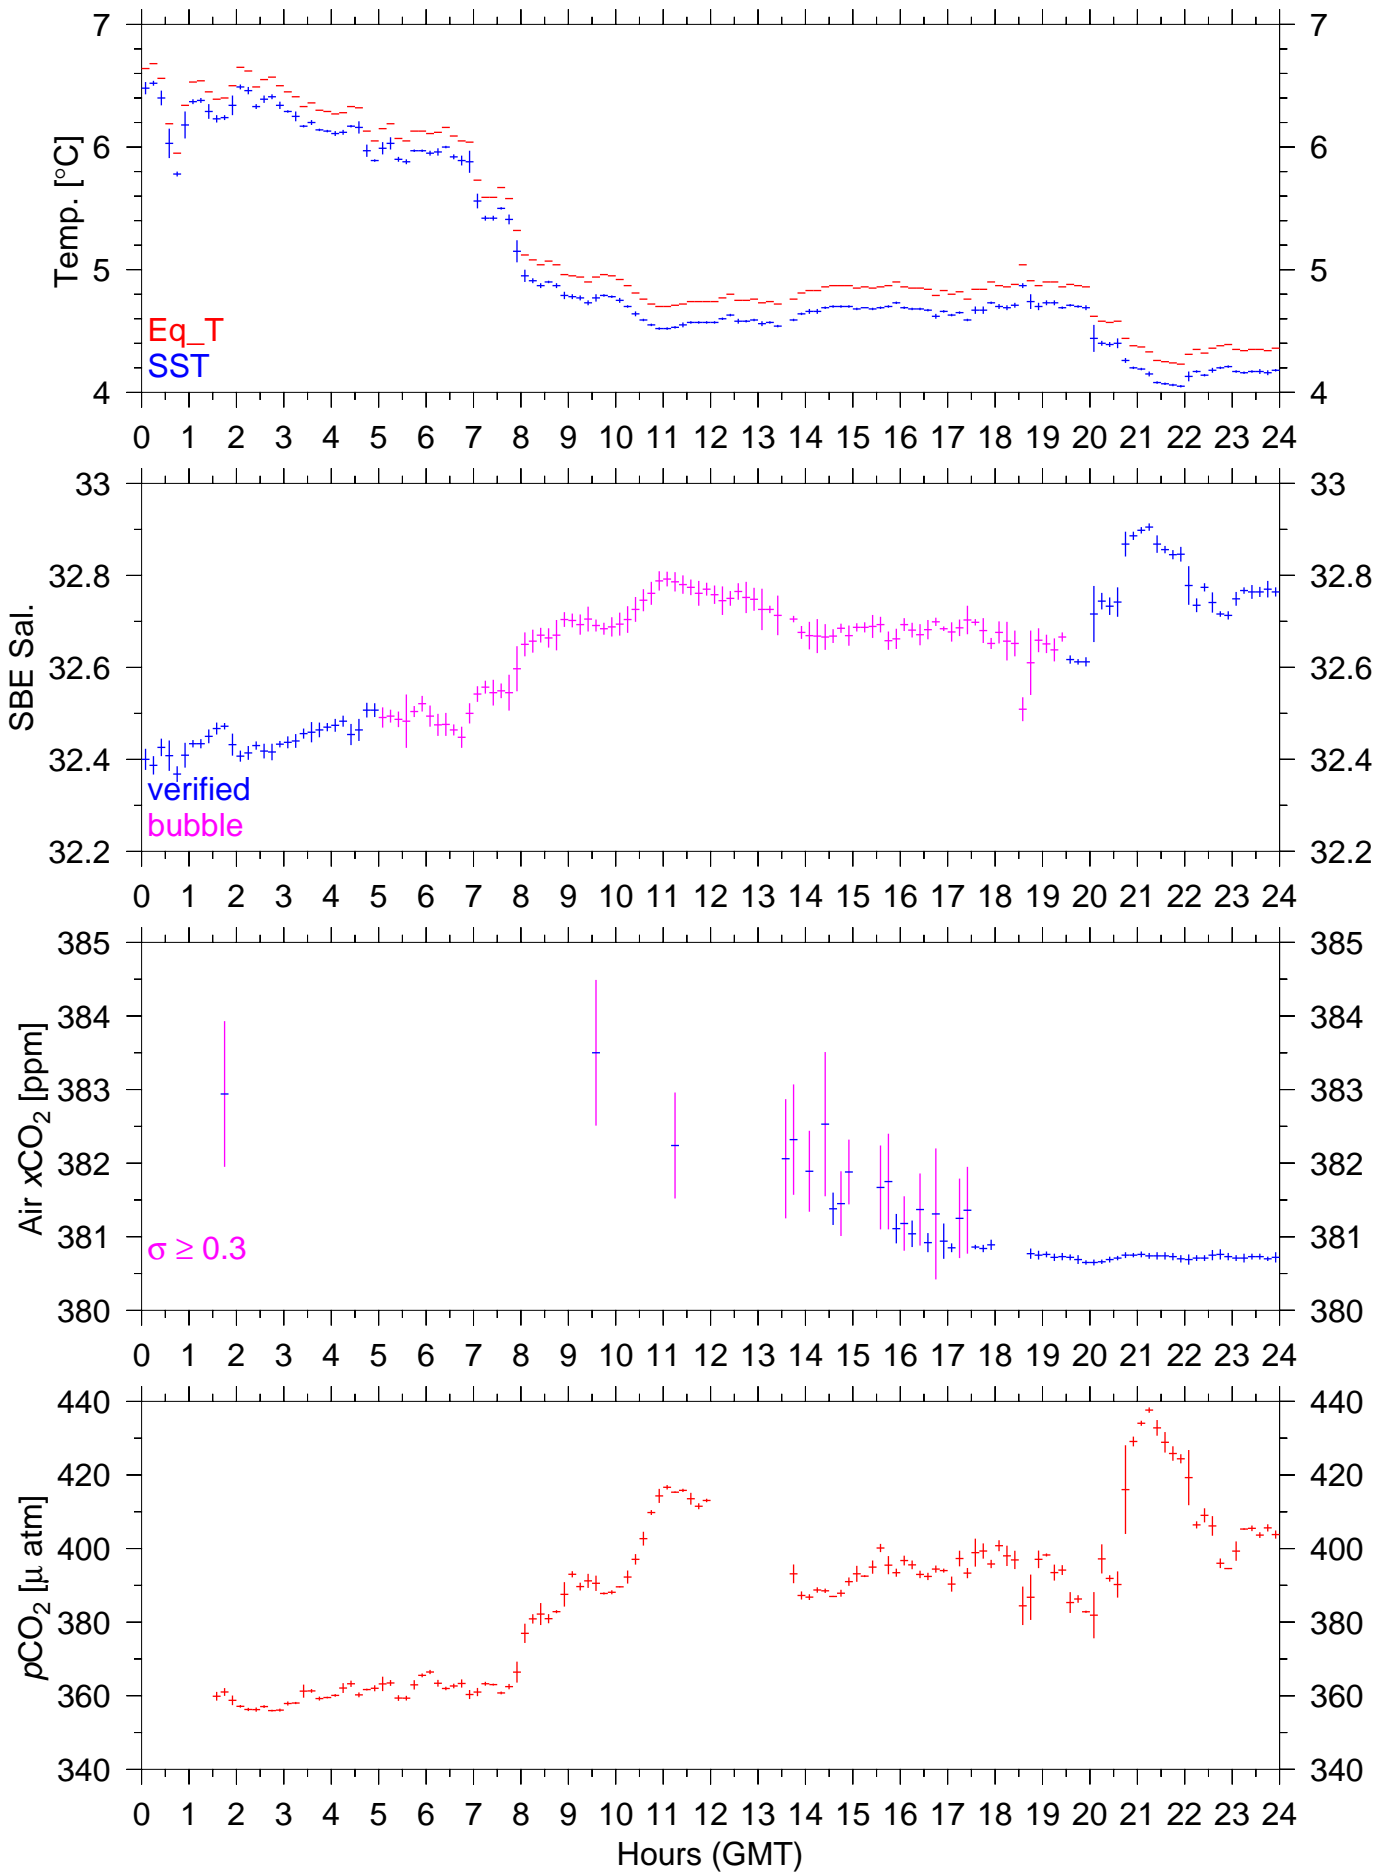 7 7
6 6
5 5
4 4
Temp. [°C]
Eq_T
SST
0 1 2 3 4 5 6 7 8 9 10 11 12 13 14 15 16 17 18 19 20 21 22 23 24
33 33
32.8 32.8
32.6 32.6
32.4 32.4
32.2 32.2
SBE Sal.
verified
bubble
0 1 2 3 4 5 6 7 8 9 10 11 12 13 14 15 16 17 18 19 20 21 22 23 24
385 385
384 384
383 383
382 382
381 381
380 380
Air xCO₂ [ppm]
σ ≥ 0.3
0 1 2 3 4 5 6 7 8 9 10 11 12 13 14 15 16 17 18 19 20 21 22 23 24
440 440
420 420
400 400
380 380
360 360
340 340
pCO₂ [μ atm]
0 1 2 3 4 5 6 7 8 9 10 11 12 13 14 15 16 17 18 19 20 21 22 23 24
Hours (GMT)